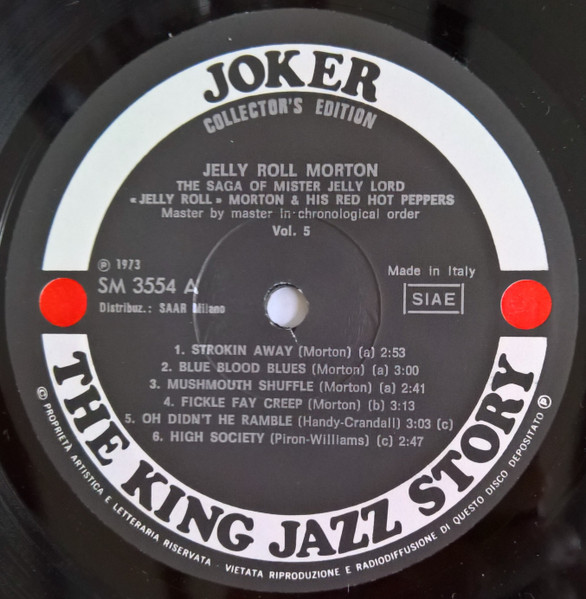 JOKER
COLLECTOR'S EDITION
JELLY ROLL MORTON
THE SAGA OF MISTER JELLY LORD
«JELLY ROLL» MORTON & HIS RED HOT PEPPERS
Master by master in chronological order
Vol. 5
℗ 1973
SM 3554 A
Distribuz.: SAAR Milano
Made in Italy
SIAE
1. STROKIN AWAY (Morton) (a) 2:53
2. BLUE BLOOD BLUES (Morton) (a) 3:00
3. MUSHMOUTH SHUFFLE (Morton) (a) 2:41
4. FICKLE FAY CREEP (Morton) (b) 3:13
5. OH DIDN'T HE RAMBLE (Handy-Crandall) 3:03 (c)
6. HIGH SOCIETY (Piron-Williams) (c) 2:47
THE KING JAZZ STORY
© PROPRIETÀ ARTISTICA E LETTERARIA RISERVATA - VIETATA RIPRODUZIONE E RADIODIFFUSIONE DI QUESTO DISCO DEPOSITATO ℗